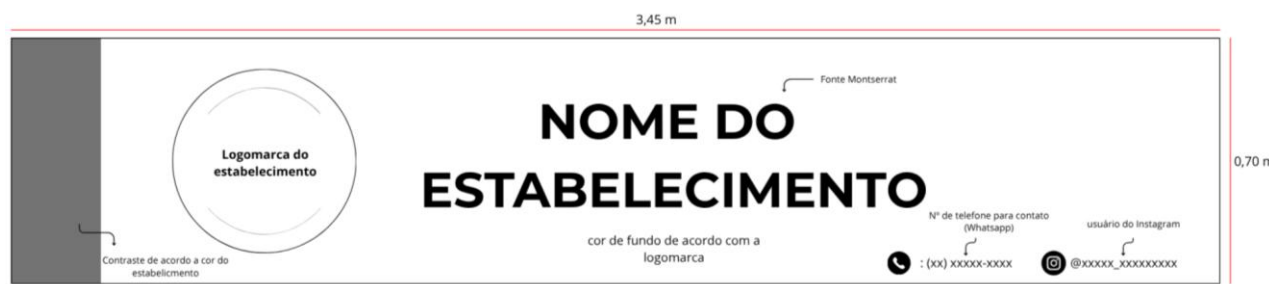 3,45 m
Fonte Montserrat
NOME DO
ESTABELECIMENTO
Logomarca do
estabelecimento
0,70 m
Contraste de acordo a cor do
estabelicmento
cor de fundo de acordo com a
logomarca
Nº de telefone para contato
(Whatsapp)
: (xx) xxxxx-xxxx
usuário do Instagram
@xxxxx_xxxxxxxxx